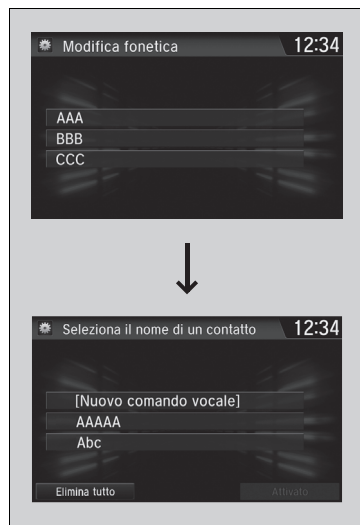 Modifica fonetica 12:34
AAA
BBB
CCC
Seleziona il nome di un contatto 12:34
[Nuovo comando vocale]
AAAAA
Abc
Elimina tutto Attivato